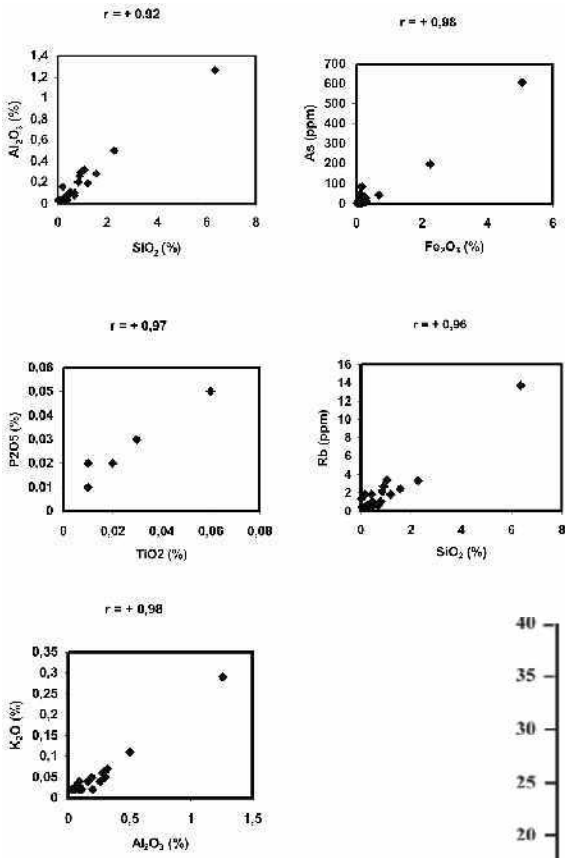 r = + 0.92
1,4
1,2
1
0,8
0,6
0,4
0,2
0
0 2 4 6 8
Al₂O₃ (%)
SiO₂ (%)
r = + 0,98
700
600
500
400
300
200
100
0
0 2 4 6
As (ppm)
Fe₂O₃ (%)
r = + 0,97
0,06
0,05
0,04
0,03
0,02
0,01
0
0 0,02 0,04 0,06 0,08
P2O5 (%)
TiO2 (%)
r = + 0,96
16
14
12
10
8
6
4
2
0
0 2 4 6 8
Rb (ppm)
SiO₂ (%)
r = + 0,98
0,35
0,3
0,25
0,2
0,15
0,1
0,05
0
0 0,5 1 1,5
K₂O (%)
Al₂O₃ (%)
40
35
30
25
20